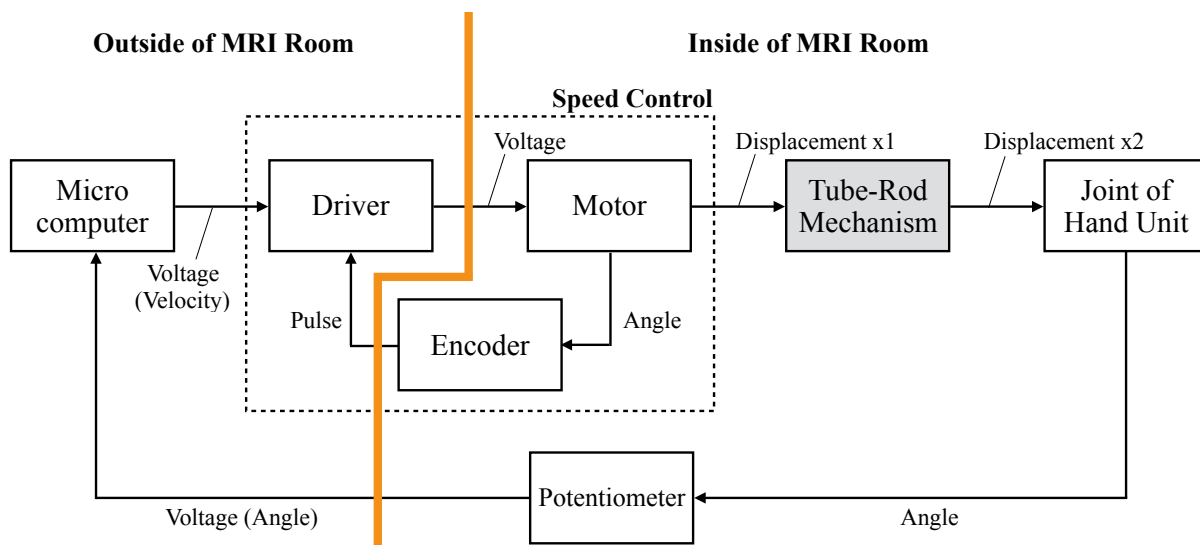 Outside of MRI Room
Inside of MRI Room
Speed Control
Voltage
Displacement x1
Displacement x2
Micro
computer
Driver
Motor
Tube-Rod
Mechanism
Joint of
Hand Unit
Voltage
(Velocity)
Pulse
Encoder
Angle
Potentiometer
Voltage (Angle)
Angle